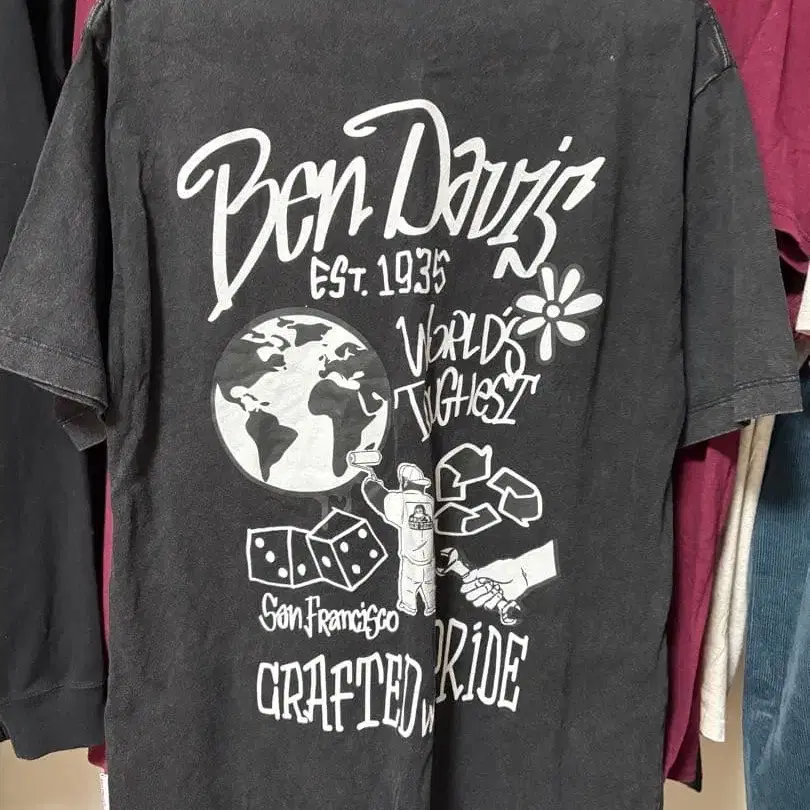 Ben Davis
EST. 1935
WORLD'S
TOUGHEST
San Francisco
CRAFTED
PRIDE